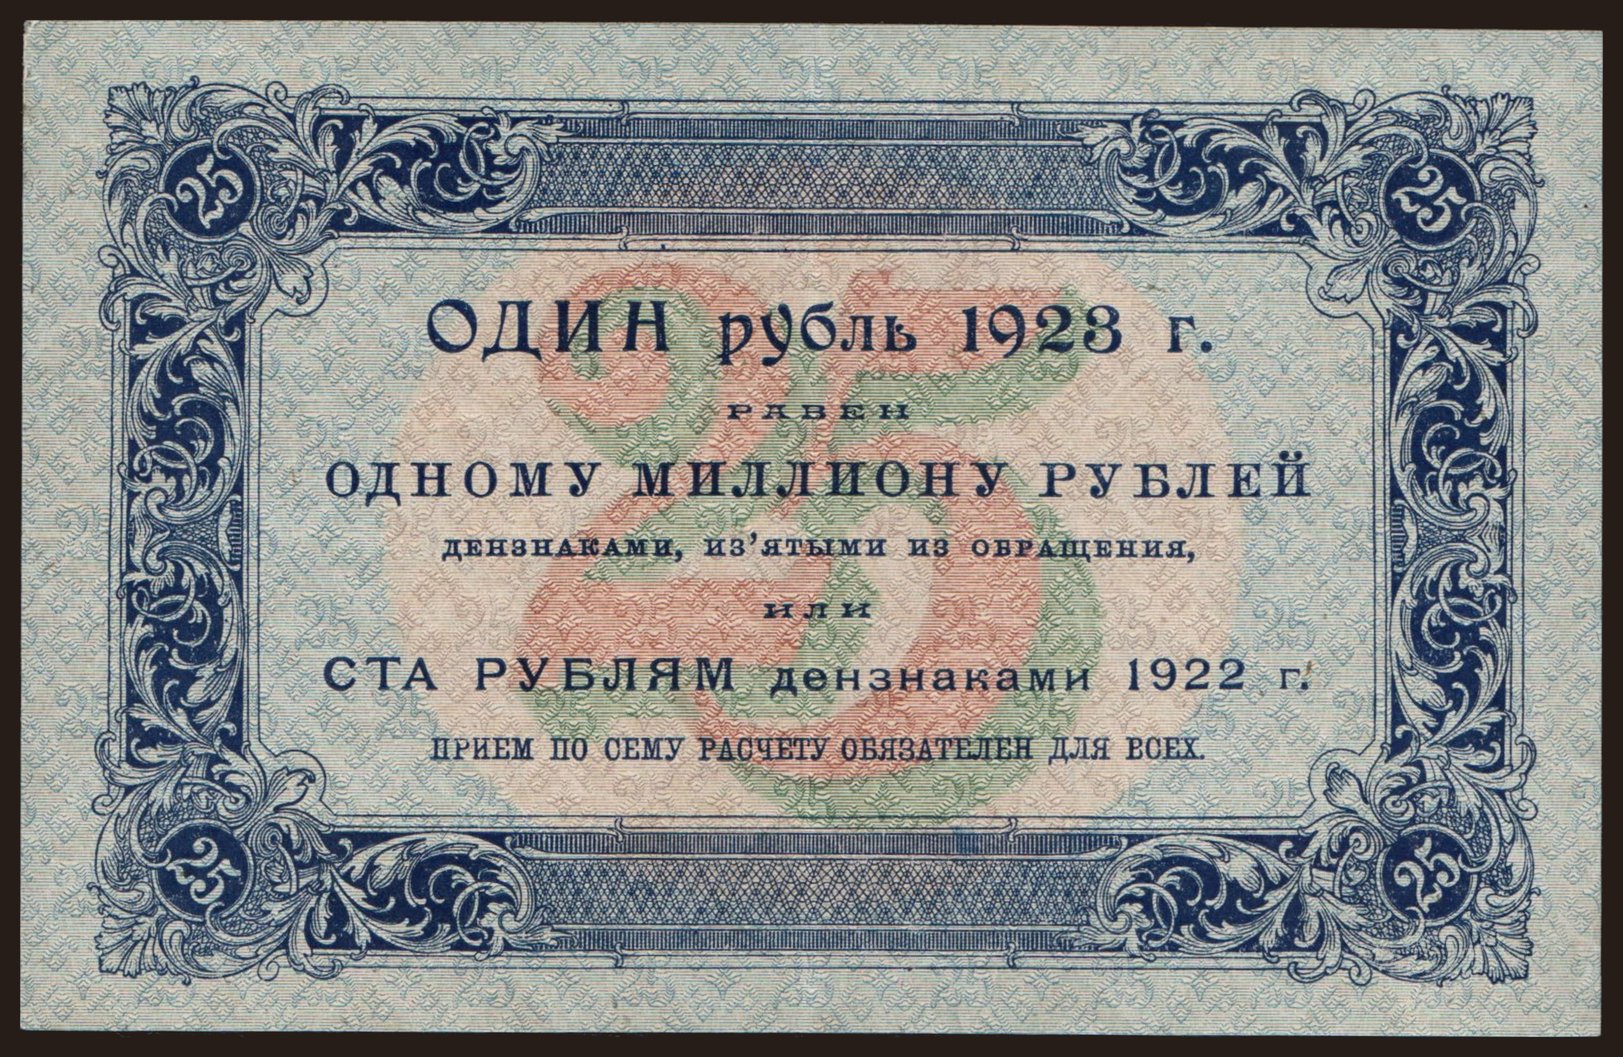 25 25
ОДИН рубль 1923 г.
РАВЕН
ОДНОМУ МИЛЛИОНУ РУБЛЕЙ
ДЕНЗНАКАМИ, ИЗ'ЯТЫМИ ИЗ ОБРАЩЕНИЯ,
ИЛИ
СТА РУБЛЯМ дензнаками 1922 г.
ПРИЕМ ПО СЕМУ РАСЧЕТУ ОБЯЗАТЕЛЕН ДЛЯ ВСЕХ.
25
25 25